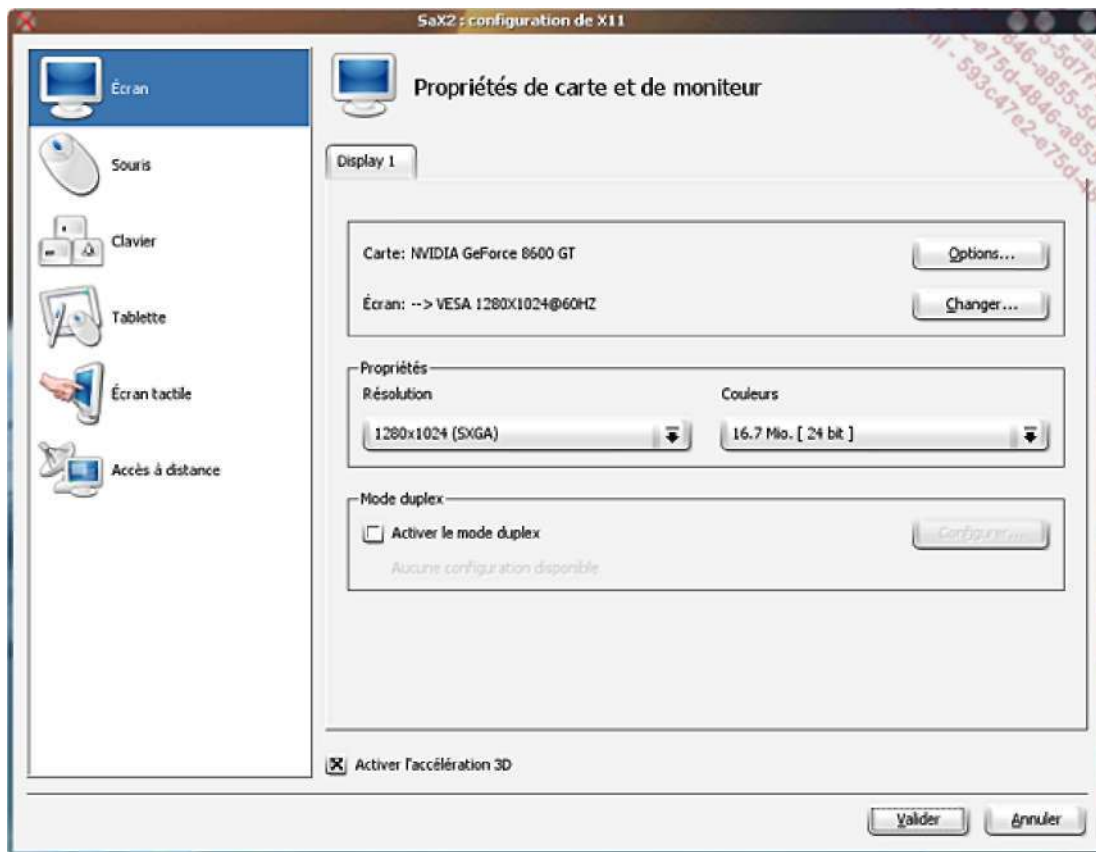 SaX2 : configuration de X11
Écran
Souris
Clavier
Tablette
Écran tactile
Accès à distance
Propriétés de carte et de moniteur
Display 1
Carte: NVIDIA GeForce 8600 GT
Options...
Écran: --> VESA 1280X1024@60HZ
Changer...
Propriétés
Résolution
Couleurs
1280x1024 (SXGA)
16.7 Mio. [ 24 bit ]
Mode duplex
Activer le mode duplex
Configurer...
Aucune configuration disponible
Activer l'accélération 3D
Valider
Annuler